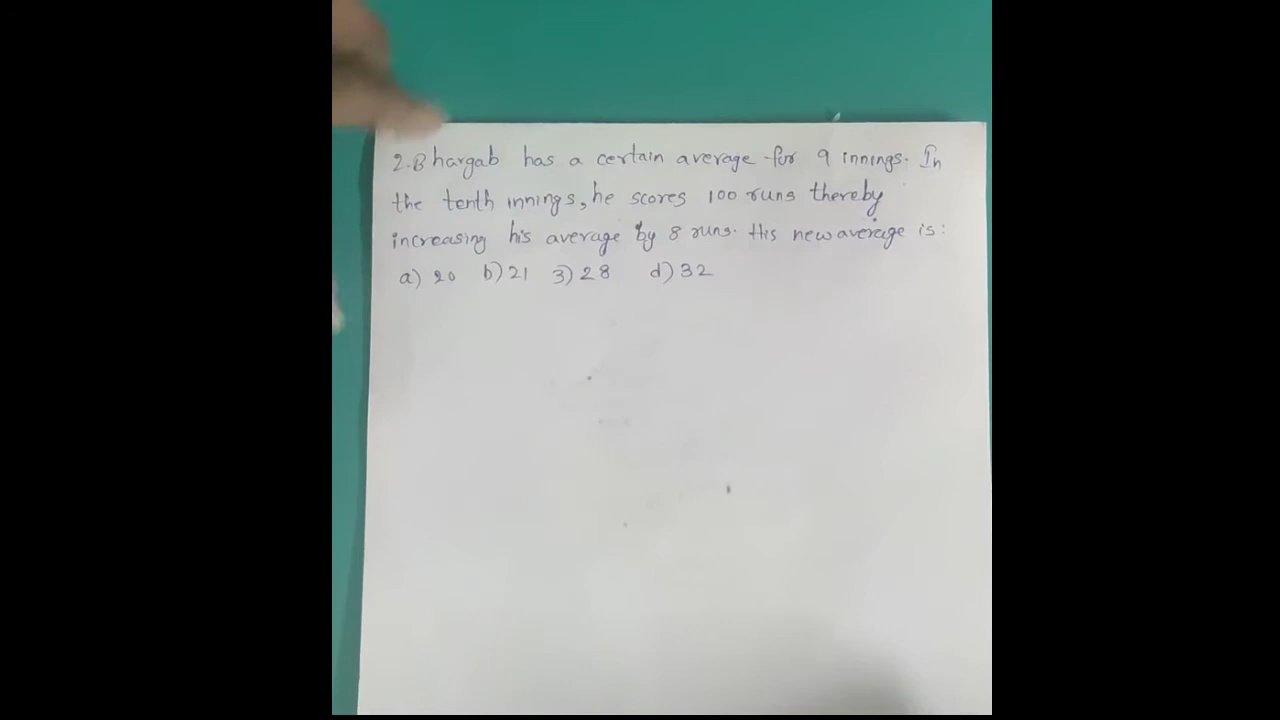 2. Bhargab has a certain average for 9 innings. In
the tenth innings, he scores 100 runs thereby
increasing his average by 8 runs. His new average is:
a) 20 b) 21 3) 28 d) 32